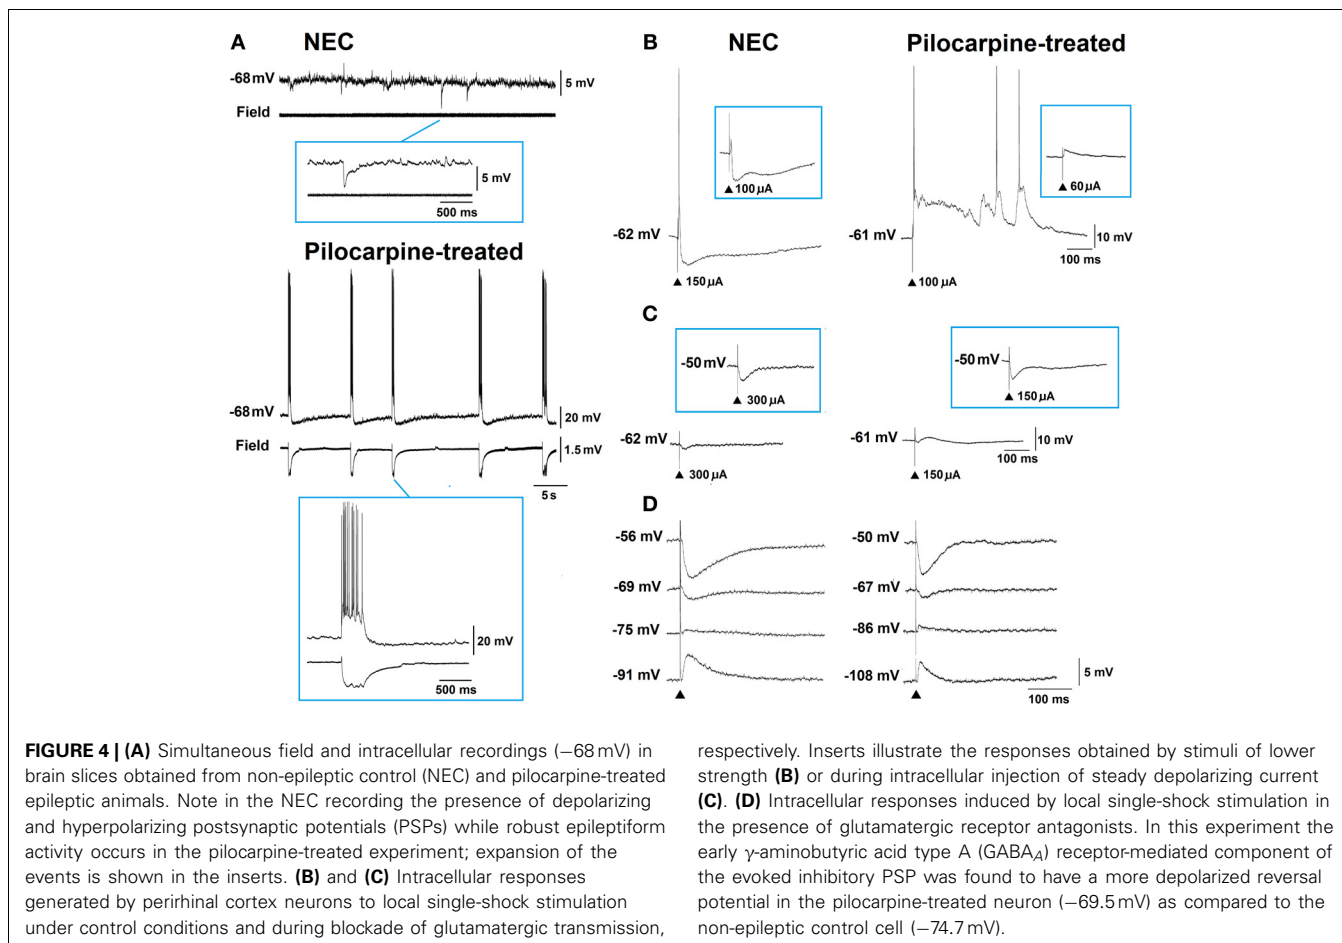 A NEC
-68 mV
5 mV
Field
5 mV
500 ms
Pilocarpine-treated
-68mV
20 mV
Field
1.5 mV
5 s
20 mV
500 ms
B NEC Pilocarpine-treated
▲ 100 µA
▲ 60 µA
-62 mV
-61 mV
10 mV
100 ms
▲ 150 µA
▲ 100 µA
C
-50 mV
-50 mV
▲ 300 µA
▲ 150 µA
-62 mV
-61 mV
10 mV
100 ms
▲ 300 µA
▲ 150 µA
D
-56 mV
-50 mV
-69 mV
-67 mV
-75 mV
-86 mV
-91 mV
-108 mV
5 mV
100 ms
▲ ▲
FIGURE 4 | (A) Simultaneous field and intracellular recordings (−68 mV) in
brain slices obtained from non-epileptic control (NEC) and pilocarpine-treated
epileptic animals. Note in the NEC recording the presence of depolarizing
and hyperpolarizing postsynaptic potentials (PSPs) while robust epileptiform
activity occurs in the pilocarpine-treated experiment; expansion of the
events is shown in the inserts. (B) and (C) Intracellular responses
generated by perirhinal cortex neurons to local single-shock stimulation
under control conditions and during blockade of glutamatergic transmission,
respectively. Inserts illustrate the responses obtained by stimuli of lower
strength (B) or during intracellular injection of steady depolarizing current
(C). (D) Intracellular responses induced by local single-shock stimulation in
the presence of glutamatergic receptor antagonists. In this experiment the
early γ-aminobutyric acid type A (GABAA) receptor-mediated component of
the evoked inhibitory PSP was found to have a more depolarized reversal
potential in the pilocarpine-treated neuron (−69.5 mV) as compared to the
non-epileptic control cell (−74.7 mV).